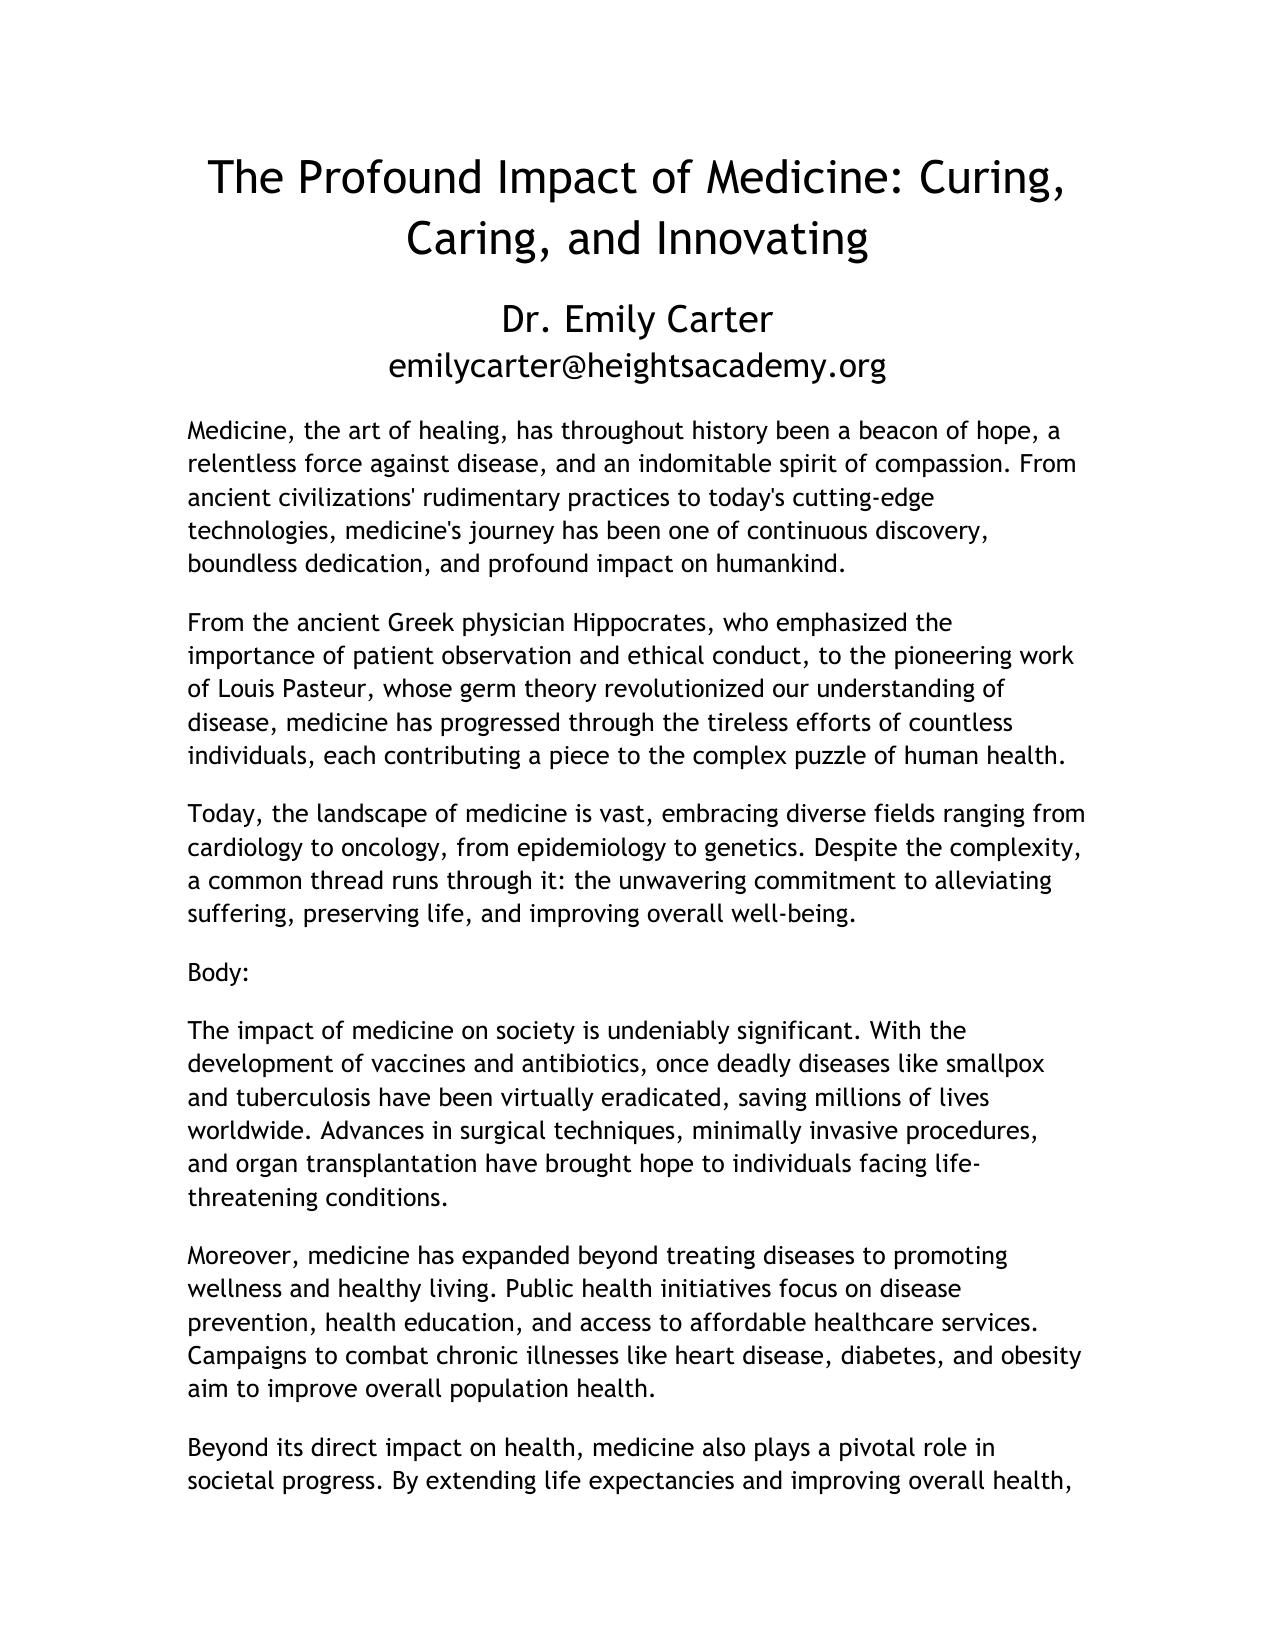 The Profound Impact of Medicine: Curing,
Caring, and Innovating
Dr. Emily Carter
emilycarter@heightsacademy.org
Medicine, the art of healing, has throughout history been a beacon of hope, a
relentless force against disease, and an indomitable spirit of compassion. From
ancient civilizations' rudimentary practices to today's cutting-edge
technologies, medicine's journey has been one of continuous discovery,
boundless dedication, and profound impact on humankind.
From the ancient Greek physician Hippocrates, who emphasized the
importance of patient observation and ethical conduct, to the pioneering work
of Louis Pasteur, whose germ theory revolutionized our understanding of
disease, medicine has progressed through the tireless efforts of countless
individuals, each contributing a piece to the complex puzzle of human health.
Today, the landscape of medicine is vast, embracing diverse fields ranging from
cardiology to oncology, from epidemiology to genetics. Despite the complexity,
a common thread runs through it: the unwavering commitment to alleviating
suffering, preserving life, and improving overall well-being.
Body:
The impact of medicine on society is undeniably significant. With the
development of vaccines and antibiotics, once deadly diseases like smallpox
and tuberculosis have been virtually eradicated, saving millions of lives
worldwide. Advances in surgical techniques, minimally invasive procedures,
and organ transplantation have brought hope to individuals facing life-
threatening conditions.
Moreover, medicine has expanded beyond treating diseases to promoting
wellness and healthy living. Public health initiatives focus on disease
prevention, health education, and access to affordable healthcare services.
Campaigns to combat chronic illnesses like heart disease, diabetes, and obesity
aim to improve overall population health.
Beyond its direct impact on health, medicine also plays a pivotal role in
societal progress. By extending life expectancies and improving overall health,